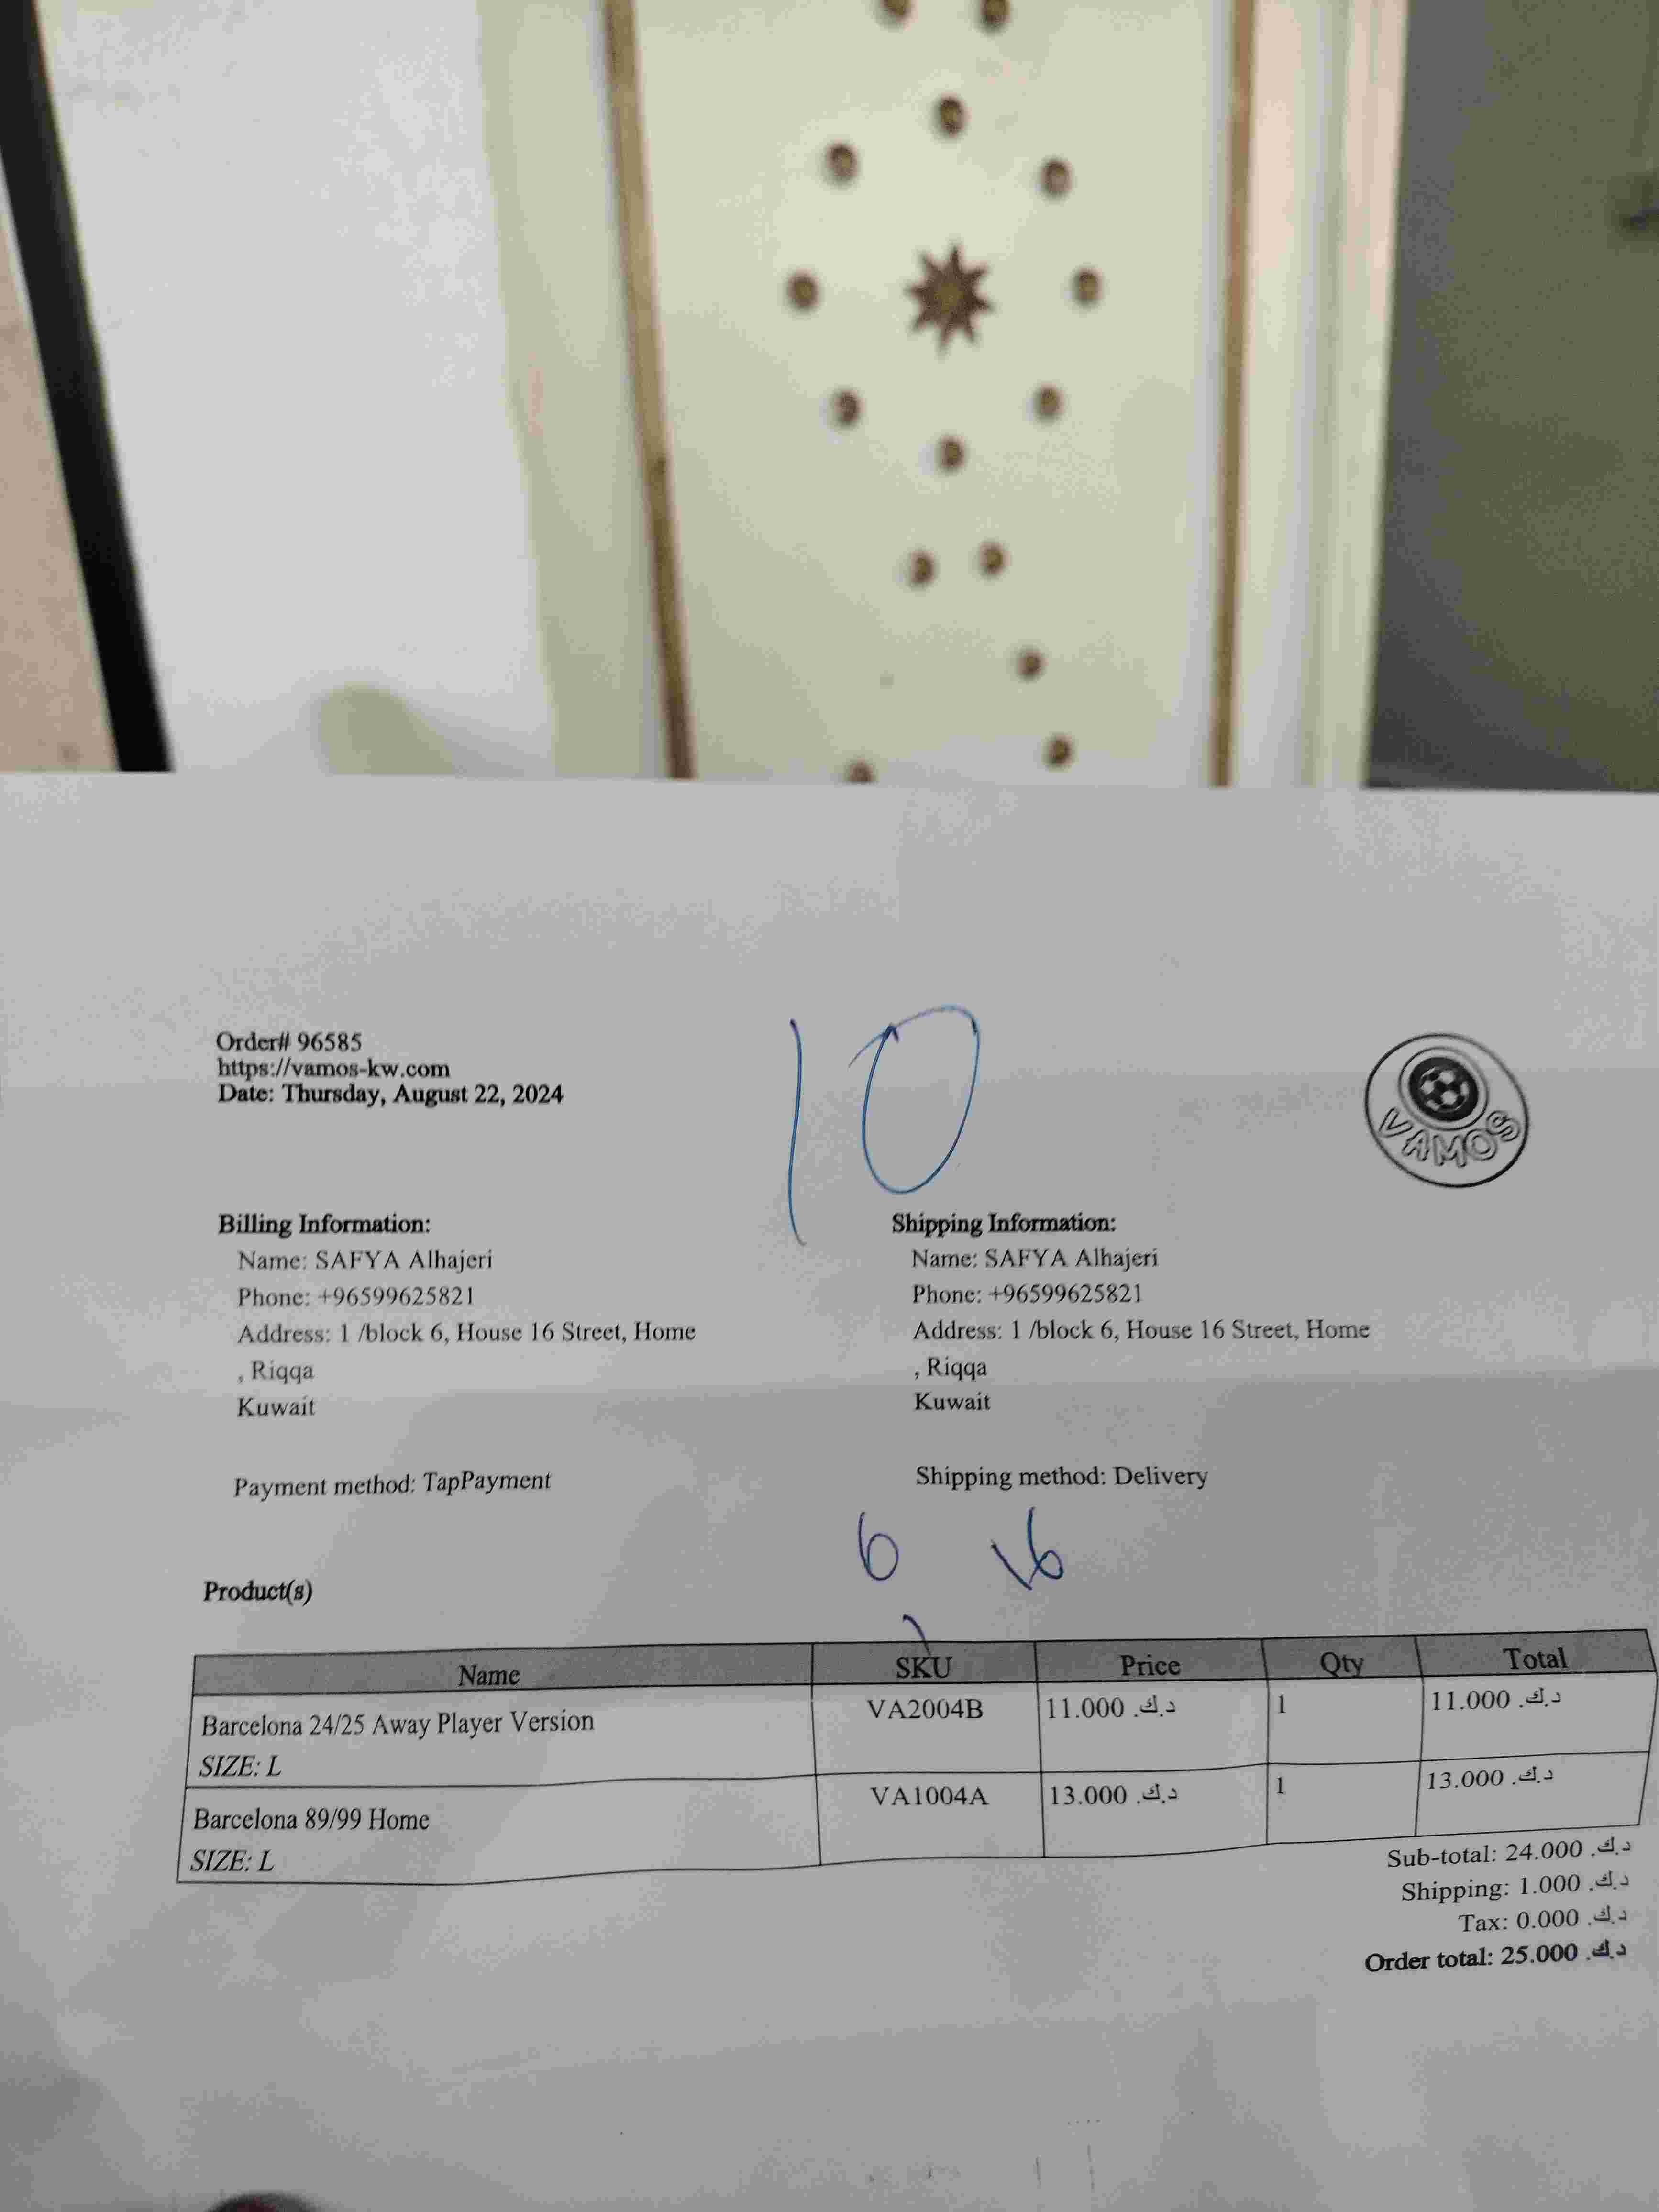 Order# 96585
https://vamos-kw.com
Date: Thursday, August 22, 2024
10
VAMOS
Billing Information:
Name: SAFYA Alhajeri
Phone: +96599625821
Address: 1 /block 6, House 16 Street, Home
, Riqqa
Kuwait
Payment method: TapPayment
Shipping Information:
Name: SAFYA Alhajeri
Phone: +96599625821
Address: 1 /block 6, House 16 Street, Home
, Riqqa
Kuwait
Shipping method: Delivery
6 16
Product(s)
Name SKU Price Qty Total
Barcelona 24/25 Away Player Version VA2004B 11.000 د.ك. 1 11.000 د.ك.
SIZE: L
Barcelona 89/99 Home VA1004A 13.000 د.ك. 1 13.000 د.ك.
SIZE: L
Sub-total: 24.000 د.ك.
Shipping: 1.000 د.ك.
Tax: 0.000 د.ك.
Order total: 25.000 د.ك.